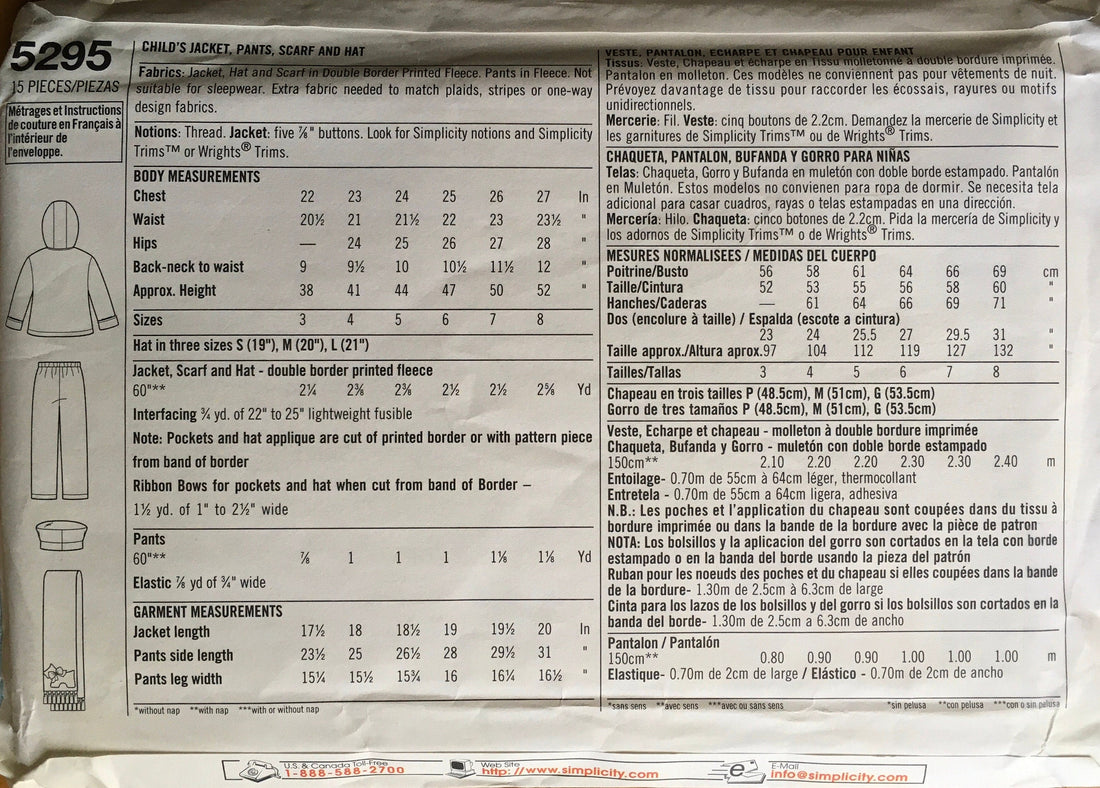 5295
15 PIECES/PIEZAS
Métrages et Instructions
de couture en Français à
l'intérieur de
l'enveloppe.
CHILD'S JACKET, PANTS, SCARF AND HAT
Fabrics: Jacket, Hat and Scarf in Double Border Printed Fleece. Pants in Fleece. Not
suitable for sleepwear. Extra fabric needed to match plaids, stripes or one-way
design fabrics.
Notions: Thread. Jacket: five ⅞" buttons. Look for Simplicity notions and Simplicity
Trims™ or Wrights® Trims.
BODY MEASUREMENTS
Chest 22 23 24 25 26 27 In
Waist 20½ 21 21½ 22 23 23½ "
Hips — 24 25 26 27 28 "
Back-neck to waist 9 9½ 10 10½ 11½ 12 "
Approx. Height 38 41 44 47 50 52 "
Sizes 3 4 5 6 7 8
Hat in three sizes S (19"), M (20"), L (21")
Jacket, Scarf and Hat - double border printed fleece
60"** 2¼ 2⅜ 2⅜ 2½ 2½ 2⅝ Yd
Interfacing ¾ yd. of 22" to 25" lightweight fusible
Note: Pockets and hat applique are cut of printed border or with pattern piece
from band of border
Ribbon Bows for pockets and hat when cut from band of Border –
1½ yd. of 1" to 2½" wide
Pants
60"** ⅞ 1 1 1 1⅛ 1⅛ Yd
Elastic ⅞ yd of ¾" wide
GARMENT MEASUREMENTS
Jacket length 17½ 18 18½ 19 19½ 20 In
Pants side length 23½ 25 26½ 28 29½ 31 "
Pants leg width 15¼ 15½ 15¾ 16 16¼ 16½ "
*without nap **with nap ***with or without nap
VESTE, PANTALON, ECHARPE ET CHAPEAU POUR ENFANT
Tissus: Veste, Chapeau et écharpe en Tissu molletonné à double bordure imprimée.
Pantalon en molleton. Ces modèles ne conviennent pas pour vêtements de nuit.
Prévoyez davantage de tissu pour raccorder les écossais, rayures ou motifs
unidirectionnels.
Mercerie: Fil. Veste: cinq boutons de 2.2cm. Demandez la mercerie de Simplicity et
les garnitures de Simplicity Trims™ ou de Wrights® Trims.
CHAQUETA, PANTALON, BUFANDA Y GORRO PARA NIÑAS
Telas: Chaqueta, Gorro y Bufanda en muletón con doble borde estampado. Pantalón
en Muletón. Estos modelos no convienen para ropa de dormir. Se necesita tela
adicional para casar cuadros, rayas o telas estampadas en una dirección.
Mercería: Hilo. Chaqueta: cinco botones de 2.2cm. Pida la mercería de Simplicity y
los adornos de Simplicity Trims™ o de Wrights® Trims.
MESURES NORMALISEES / MEDIDAS DEL CUERPO
Poitrine/Busto 56 58 61 64 66 69 cm
Taille/Cintura 52 53 55 56 58 60 "
Hanches/Caderas — 61 64 66 69 71 "
Dos (encolure à taille) / Espalda (escote a cintura)
23 24 25.5 27 29.5 31 "
Taille approx./Altura aprox. 97 104 112 119 127 132 "
Tailles/Tallas 3 4 5 6 7 8
Chapeau en trois tailles P (48.5cm), M (51cm), G (53.5cm)
Gorro de tres tamaños P (48.5cm), M (51cm), G (53.5cm)
Veste, Echarpe et chapeau - molleton à double bordure imprimée
Chaqueta, Bufanda y Gorro - muletón con doble borde estampado
150cm** 2.10 2.20 2.20 2.30 2.30 2.40 m
Entoilage- 0.70m de 55cm à 64cm léger, thermocollant
Entretela - 0.70m de 55cm a 64cm ligera, adhesiva
N.B.: Les poches et l'application du chapeau sont coupées dans du tissu à
bordure imprimée ou dans la bande de la bordure avec la pièce de patron
NOTA: Los bolsillos y la aplicacion del gorro son cortados en la tela con borde
estampado o en la banda del borde usando la pieza del patrón
Ruban pour les noeuds des poches et du chapeau si elles coupées dans la bande
de la bordure- 1.30m de 2.5cm à 6.3cm de large
Cinta para los lazos de los bolsillos y del gorro si los bolsillos son cortados en la
banda del borde- 1.30m de 2.5cm a 6.3cm de ancho
Pantalon / Pantalón
150cm** 0.80 0.90 0.90 1.00 1.00 1.00 m
Elastique- 0.70m de 2cm de large / Elástico - 0.70m de 2cm de ancho
*sans sens **avec sens ***avec ou sans sens *sin pelusa **con pelusa ***con o sin pelusa
U.S. & Canada Toll-Free
1-888-588-2700
Web Site
http://www.simplicity.com
E-Mail
info@simplicity.com